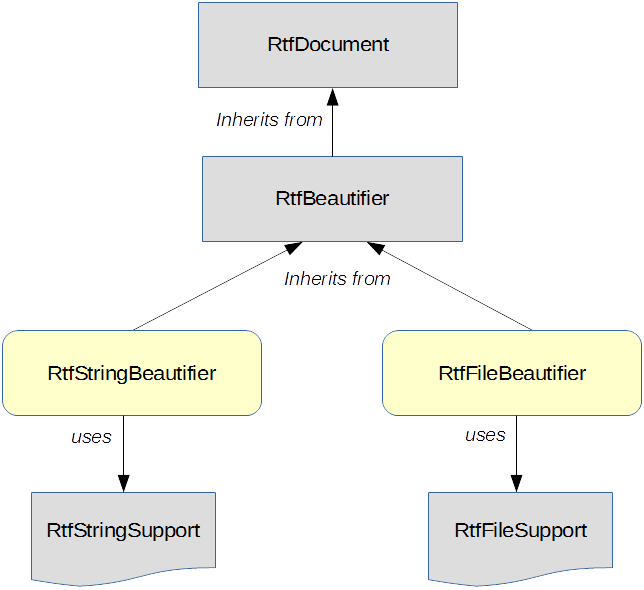 RtfDocument
Inherits from
RtfBeautifier
Inherits from
RtfStringBeautifier
RtfFileBeautifier
uses
uses
RtfStringSupport
RtfFileSupport